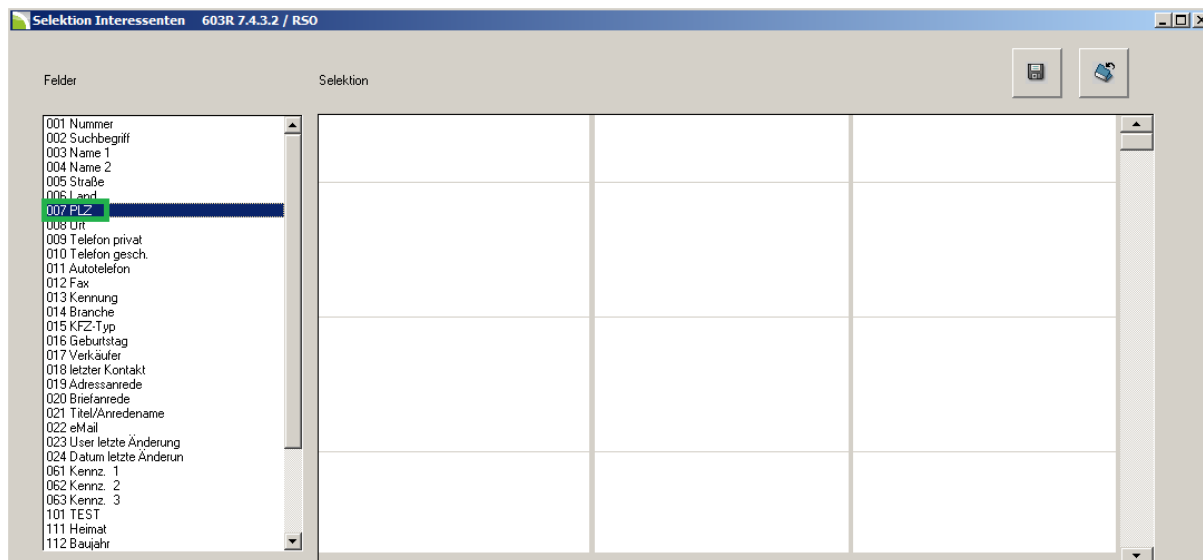 Selektion Interessenten 603R 7.4.3.2 / RSO
Felder
Selektion
001 Nummer
002 Suchbegriff
003 Name 1
004 Name 2
005 Straße
006 Land
007 PLZ
008 Ort
009 Telefon privat
010 Telefon gesch.
011 Autotelefon
012 Fax
013 Kennung
014 Branche
015 KFZ-Typ
016 Geburtstag
017 Verkäufer
018 letzter Kontakt
019 Adressanrede
020 Briefanrede
021 Titel/Anredename
022 eMail
023 User letzte Änderung
024 Datum letzte Änderun
061 Kennz. 1
062 Kennz. 2
063 Kennz. 3
101 TEST
111 Heimat
112 Baujahr